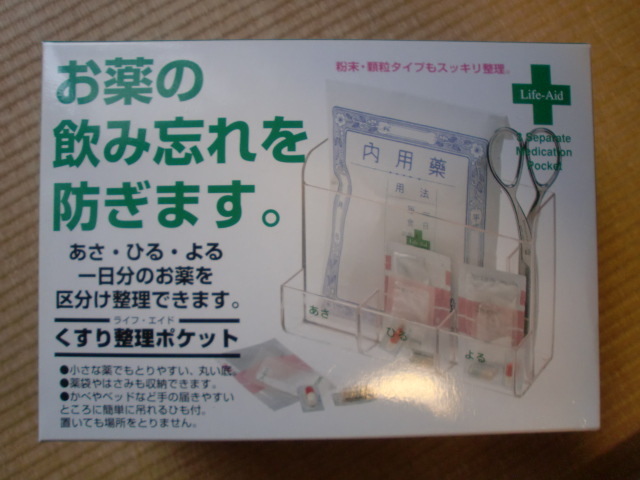 お薬の
飲み忘れを
防ぎます。
あさ・ひる・よる
一日分のお薬を
区分け整理できます。
ライフ・エイド
くすり整理ポケット
●小さな薬でもとりやすい、丸い底。
●薬袋やはさみも収納できます。
●かべやベッドなど手の届きやすい
ところに簡単に吊れるひも付。
置いても場所をとりません。
粉末・顆粒タイプもスッキリ整理。
Life-Aid
Separate
Medication
Pocket
内用薬
用法
あさ
ひる
よる